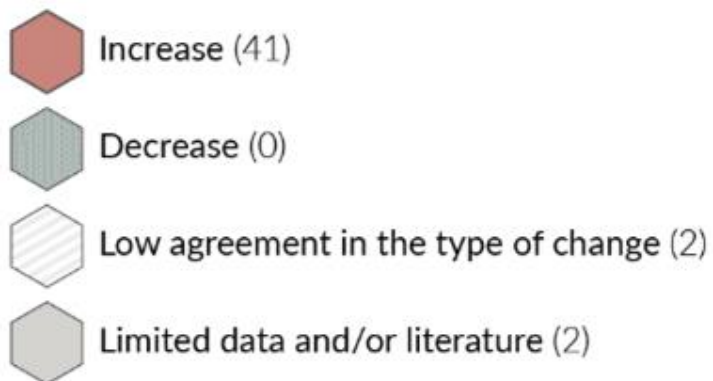 Increase (41)
Decrease (0)
Low agreement in the type of change (2)
Limited data and/or literature (2)